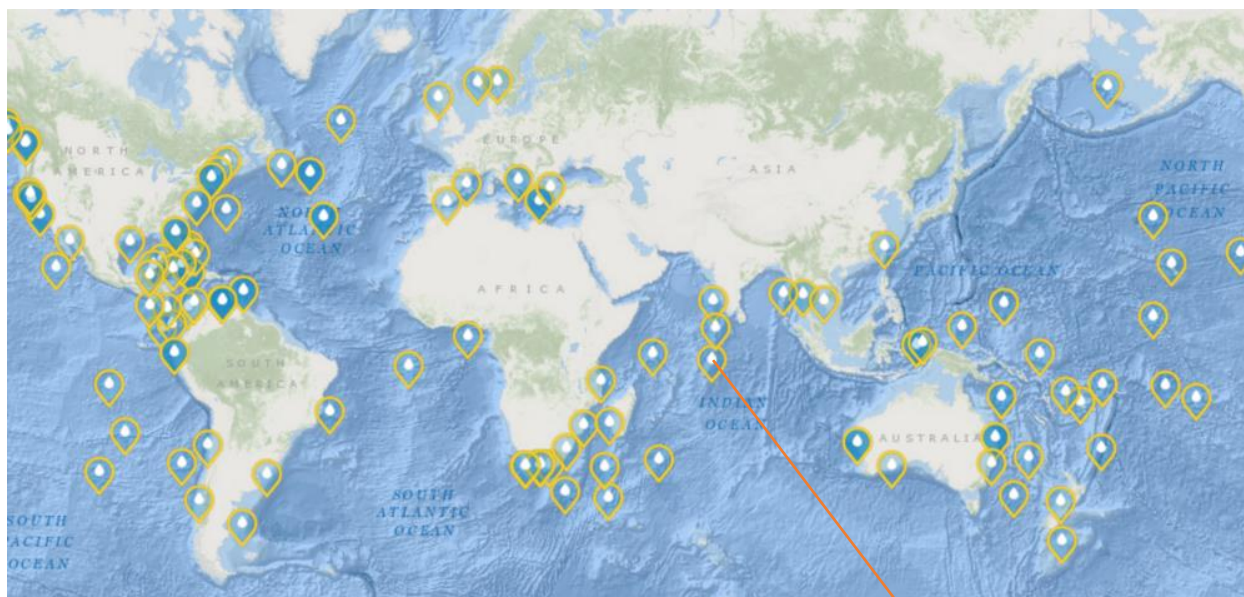 NORTH
AMERICA
EUROPE
ASIA
NORTH
PACIFIC
OCEAN
NORTH
ATLANTIC
OCEAN
PACIFIC OCEAN
AFRICA
SOUTH
AMERICA
INDIAN
OCEAN
AUSTRALIA
SOUTH
ATLANTIC
OCEAN
SOUTH
PACIFIC
OCEAN